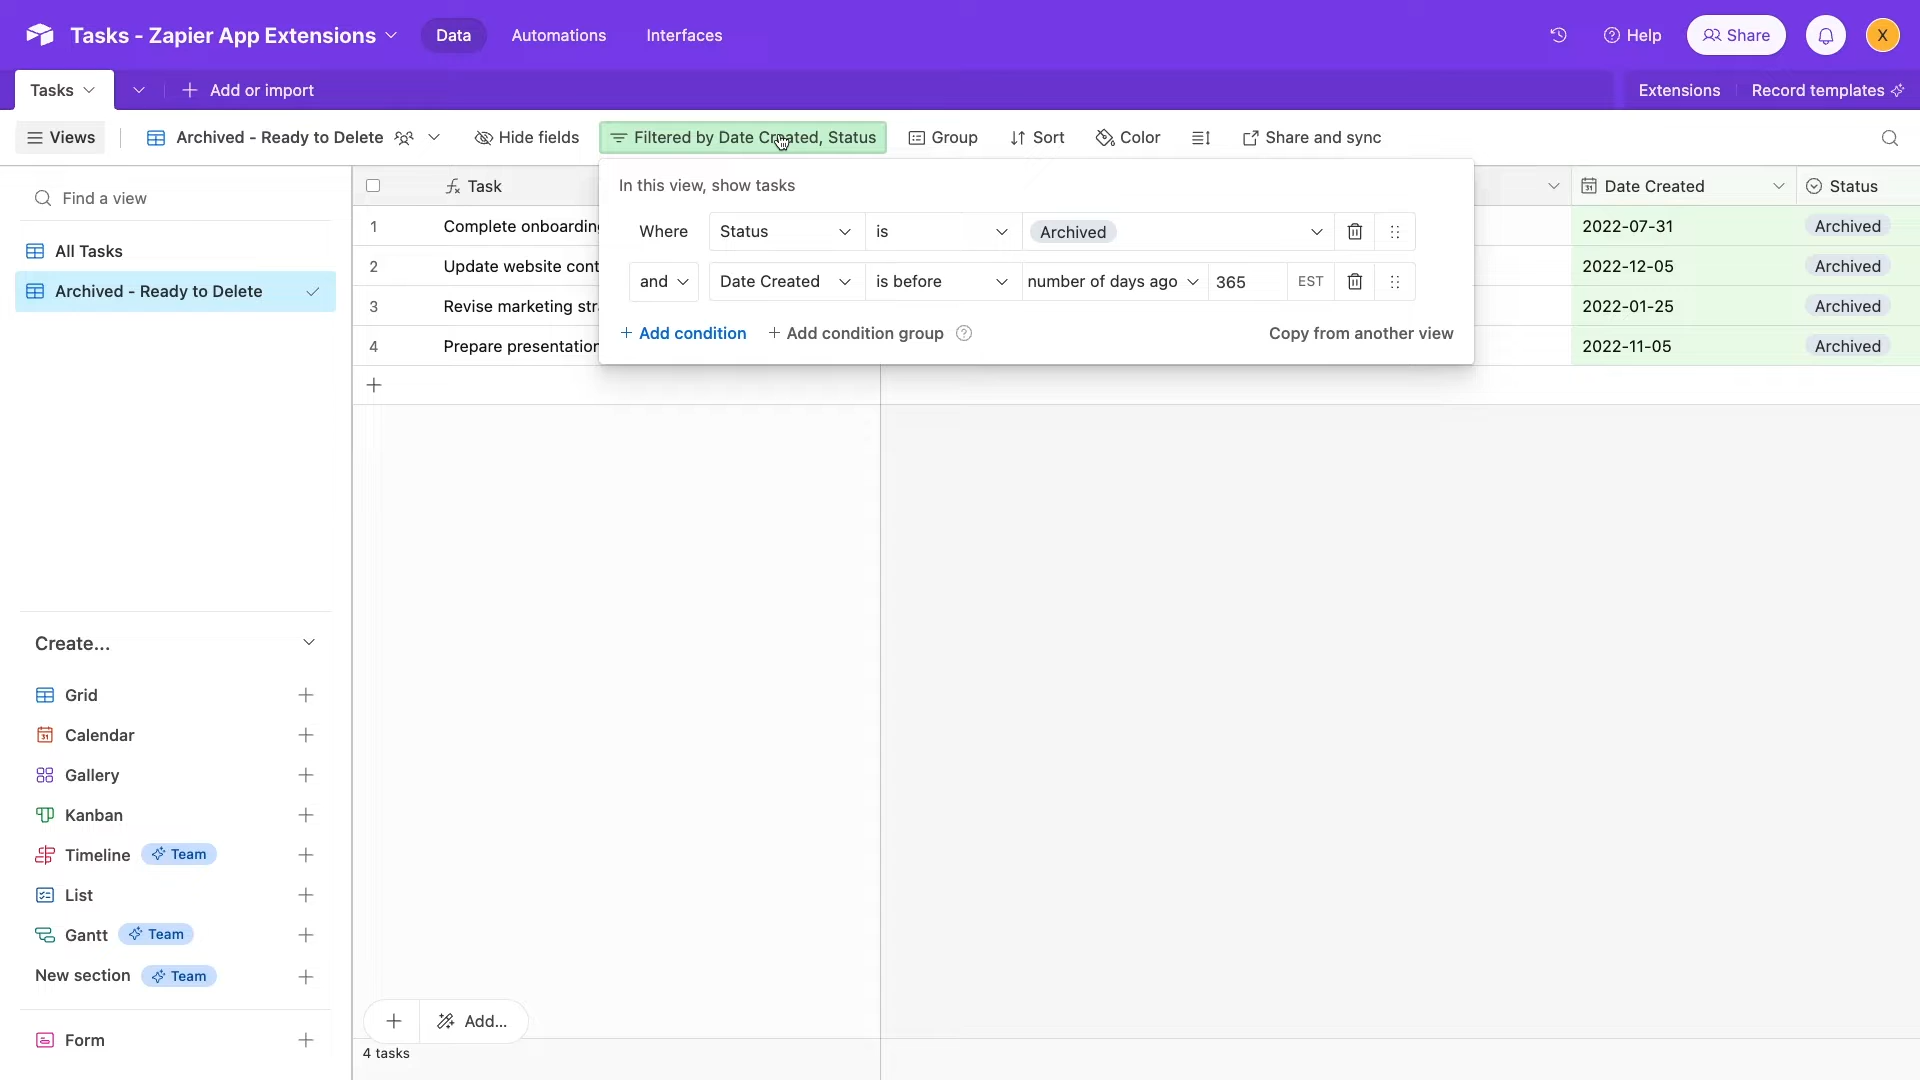 Tasks - Zapier App Extensions
Data
Automations
Interfaces
Help
Share
X
Tasks
Add or import
Extensions
Record templates
Views
Archived - Ready to Delete
Hide fields
Filtered by Date Created, Status
Group
Sort
Color
Share and sync
Find a view
All Tasks
Archived - Ready to Delete
Task
Date Created
Status
1 Complete onboarding 2022-07-31 Archived
2 Update website cont 2022-12-05 Archived
3 Revise marketing str 2022-01-25 Archived
4 Prepare presentation 2022-11-05 Archived
In this view, show tasks
Where Status is Archived
and Date Created is before number of days ago 365 EST
+ Add condition
+ Add condition group
Copy from another view
Create...
Grid
Calendar
Gallery
Kanban
Timeline Team
List
Gantt Team
New section Team
Form
Add...
4 tasks